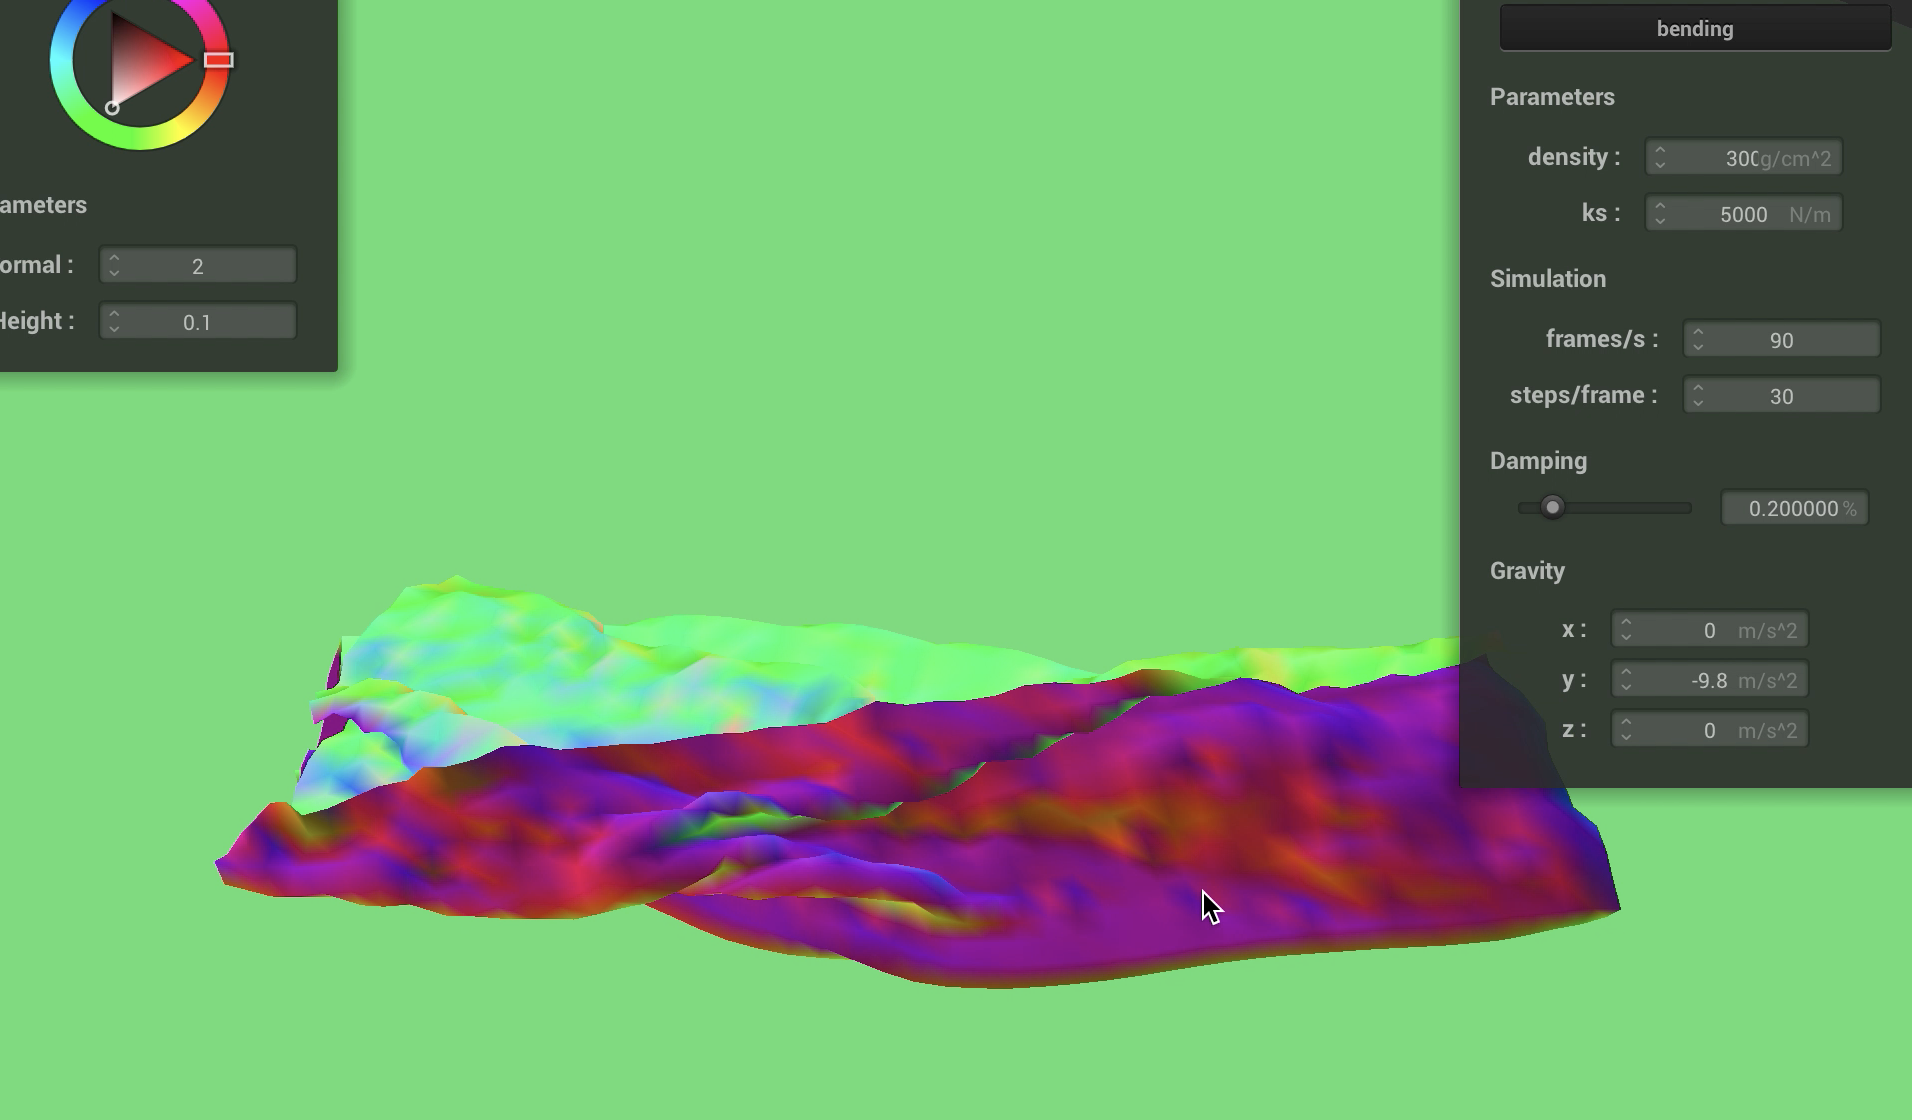 ameters
ormal : 2
Height : 0.1
bending
Parameters
density : 300 g/cm^2
ks : 5000 N/m
Simulation
frames/s : 90
steps/frame : 30
Damping
0.200000 %
Gravity
x : 0 m/s^2
y : -9.8 m/s^2
z : 0 m/s^2